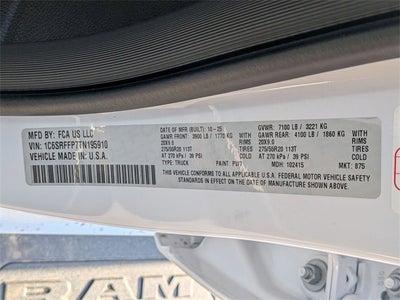 MFD BY: FCA US LLC
VIN: 1C6SRFFP7TN195910
VEHICLE MADE IN U.S.A.
DATE OF MFR (BUILT): 10-25
GAWR FRONT: 3900 LB / 1770 KG
RIMS
20X9.0
TIRES
275/55R20 113T
AT 270 kPa / 39 PSI
TYPE: TRUCK PAINT: PW7
GVWR: 7100 LB / 3221 KG
GAWR REAR: 4100 LB / 1860 KG
RIMS
20X9.0
TIRES
275/55R20 113T
AT 270 kPa / 39 PSI
MDH: 102415 MKT: 875
THIS VEHICLE CONFORMS TO ALL APPLICABLE U.S.A. FEDERAL MOTOR VEHICLE SAFETY
STANDARDS IN EFFECT ON THE DATE OF MANUFACTURE SHOWN ABOVE.
RAM